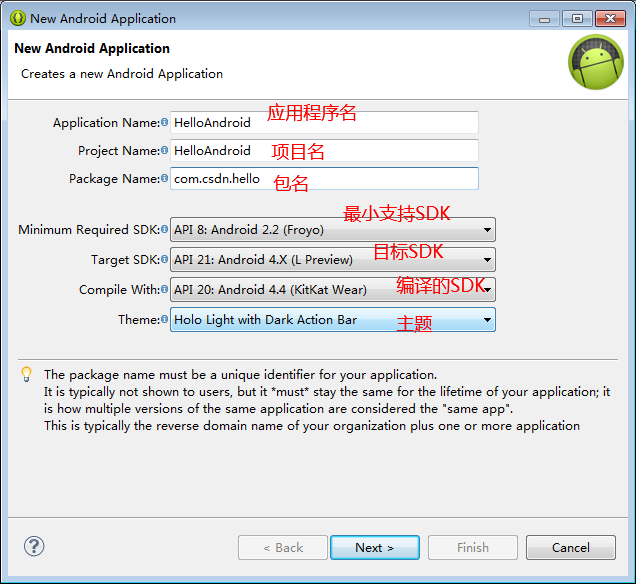 New Android Application
New Android Application
Creates a new Android Application
Application Name: HelloAndroid 应用程序名
Project Name: HelloAndroid 项目名
Package Name: com.csdn.hello 包名
最小支持SDK
Minimum Required SDK: API 8: Android 2.2 (Froyo)
目标SDK
Target SDK: API 21: Android 4.X (L Preview)
Compile With: API 20: Android 4.4 (KitKat Wear) 编译的SDK
Theme: Holo Light with Dark Action Bar 主题
The package name must be a unique identifier for your application.
It is typically not shown to users, but it *must* stay the same for the lifetime of your application; it
is how multiple versions of the same application are considered the "same app".
This is typically the reverse domain name of your organization plus one or more application
< Back Next > Finish Cancel